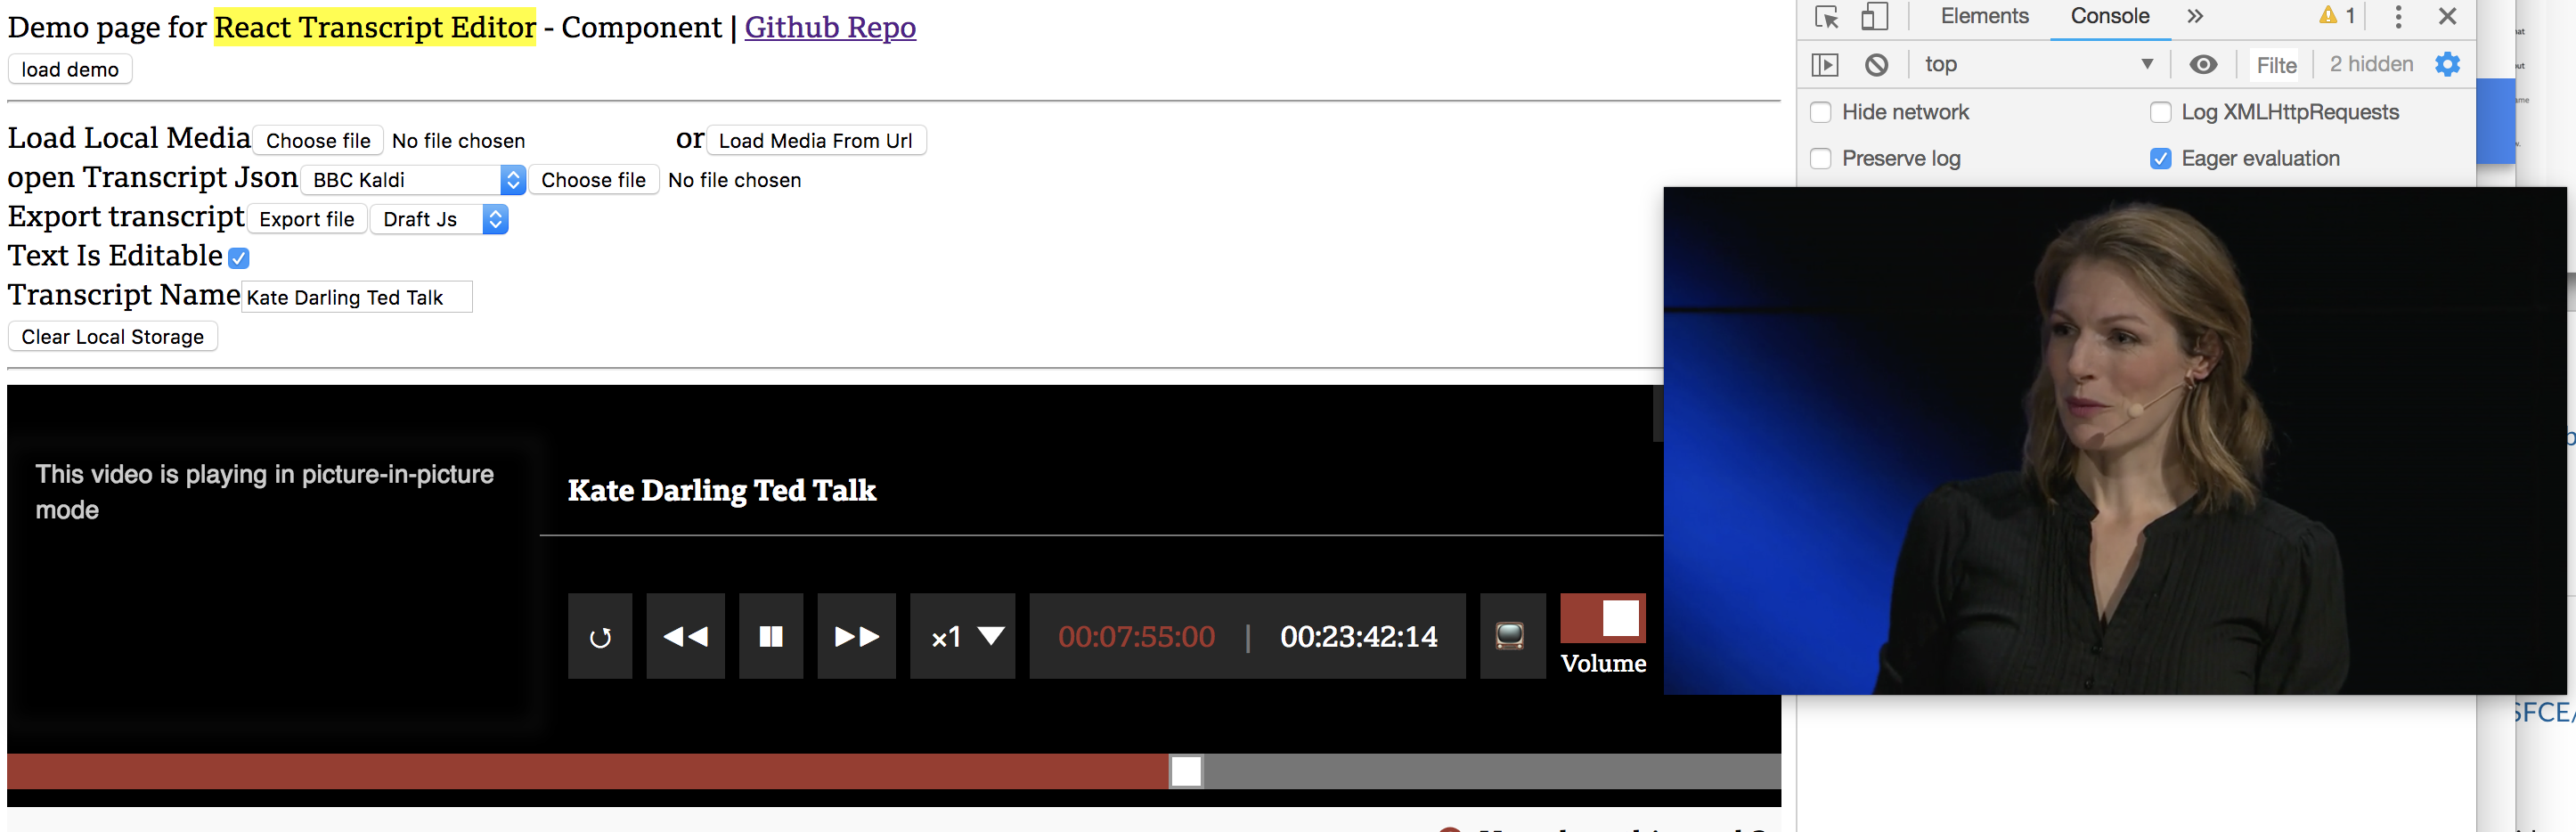 Demo page for React Transcript Editor - Component | Github Repo
load demo
Load Local Media Choose file No file chosen or Load Media From Url
open Transcript Json BBC Kaldi Choose file No file chosen
Export transcript Export file Draft Js
Text Is Editable
Transcript Name Kate Darling Ted Talk
Clear Local Storage
This video is playing in picture-in-picture
mode
Kate Darling Ted Talk
x1 00:07:55:00 | 00:23:42:14
Volume
Elements Console » 1
top Filte 2 hidden
Hide network Log XMLHttpRequests
Preserve log Eager evaluation
SFCE/